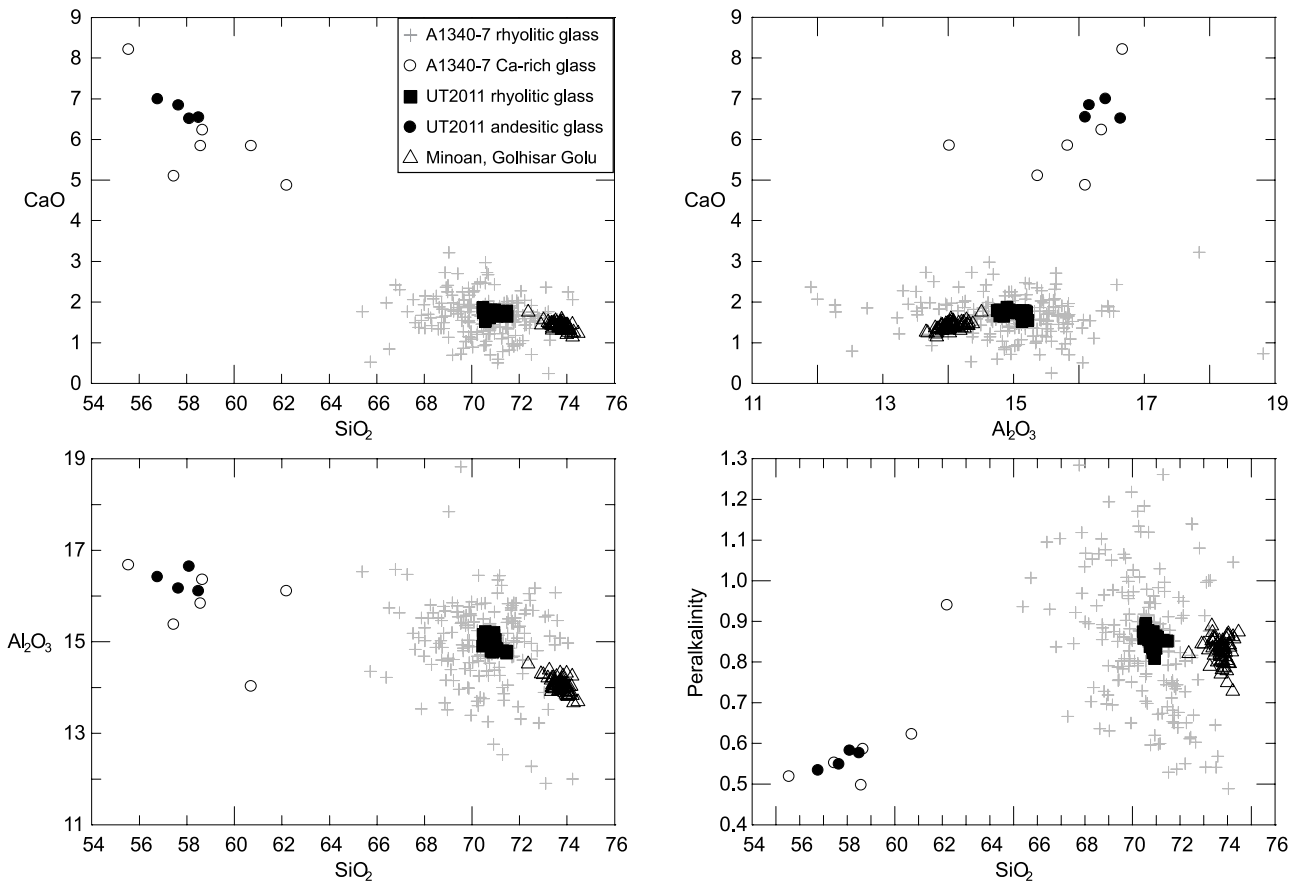 9
8
7
6
5
4
3
2
1
0
CaO
54 56 58 60 62 64 66 68 70 72 74 76
SiO₂
A1340-7 rhyolitic glass
A1340-7 Ca-rich glass
UT2011 rhyolitic glass
UT2011 andesitic glass
Minoan, Golhisar Golu
9
8
7
6
5
4
3
2
1
0
CaO
11 13 15 17 19
Al₂O₃
19
17
15
13
11
Al₂O₃
54 56 58 60 62 64 66 68 70 72 74 76
SiO₂
1.3
1.2
1.1
1.0
0.9
0.8
0.7
0.6
0.5
0.4
Peralkalinity
54 56 58 60 62 64 66 68 70 72 74 76
SiO₂